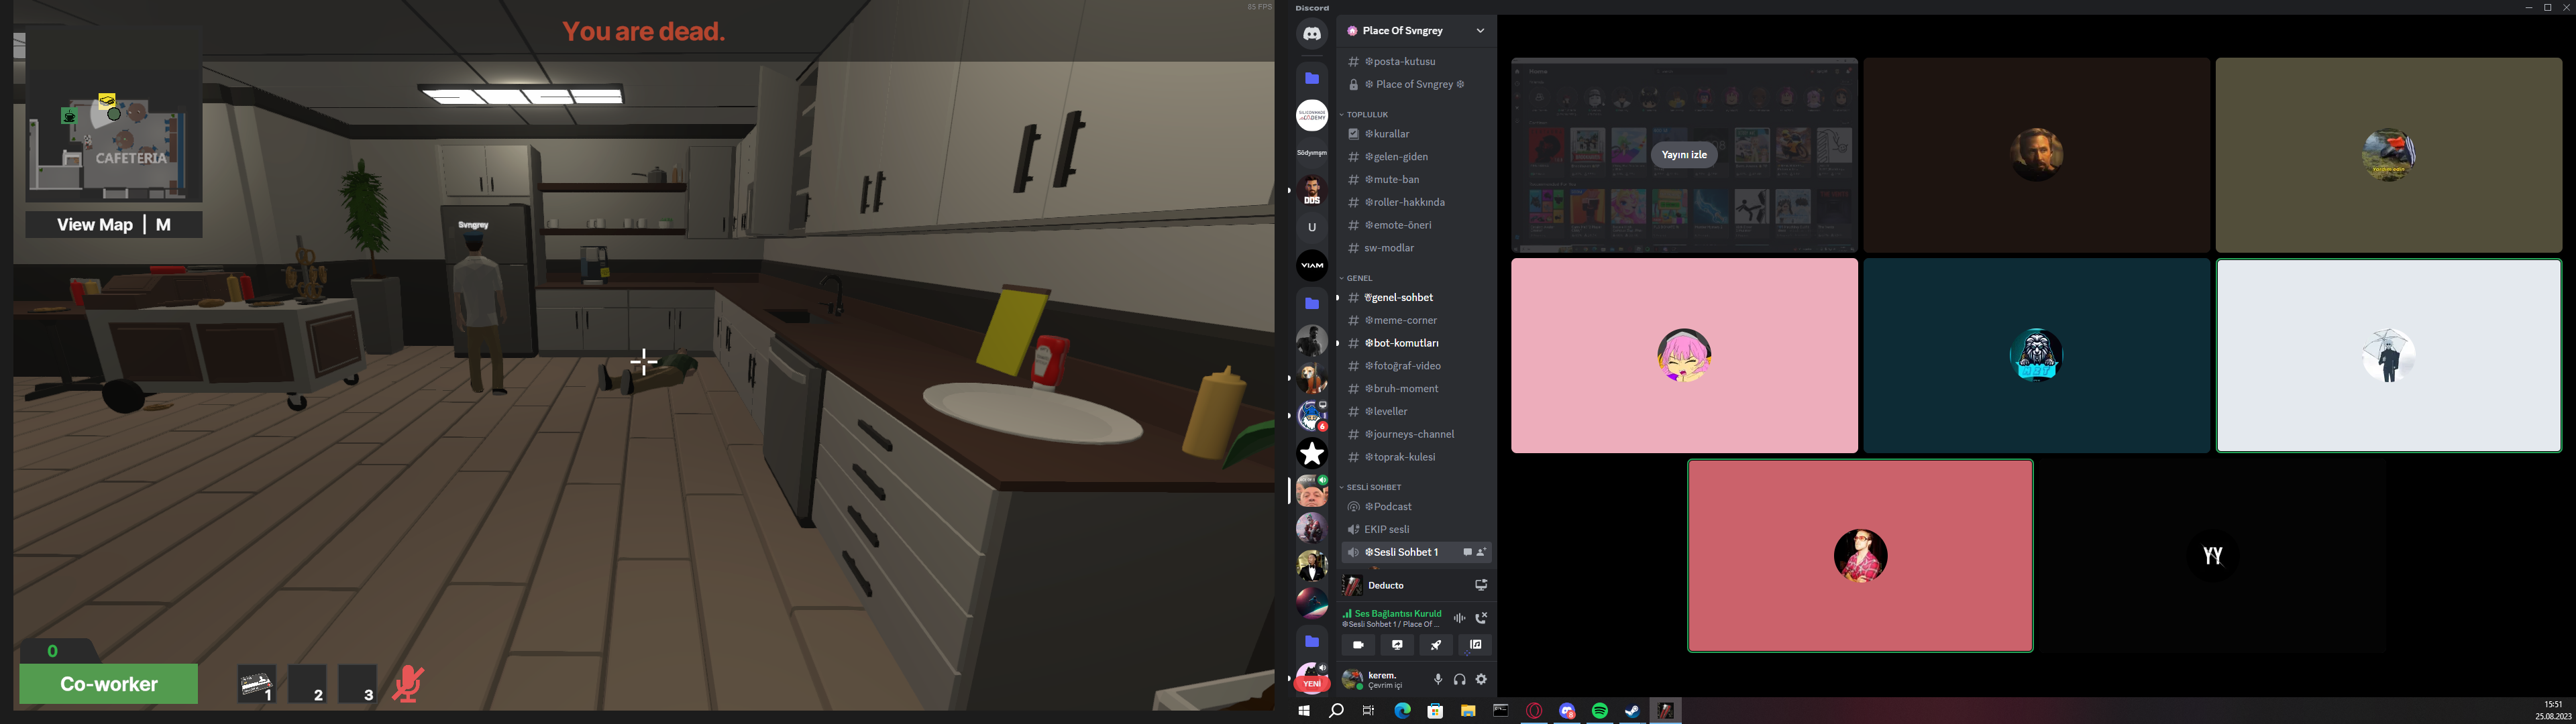 You are dead.
85 FPS
CAFETERIA
View Map | M
Svngrey
0
Co-worker
1
2
3
Discord
Place Of Svngrey
❄posta-kutusu
❄ Place of Svngrey ❄
TOPLULUK
❄kurallar
❄gelen-giden
❄mute-ban
❄roller-hakkında
❄emote-öneri
sw-modlar
GENEL
genel-sohbet
❄meme-corner
❄bot-komutları
❄fotoğraf-video
❄bruh-moment
❄leveller
❄journeys-channel
❄toprak-kulesi
SESLİ SOHBET
❄Podcast
EKIP sesli
❄Sesli Sohbet 1
Deducto
Ses Bağlantısı Kuruld
❄Sesli Sohbet 1 / Place Of ...
kerem.
Çevrim içi
DDS
U
VIAM
6
YENİ
Yayını izle
YY
15:51
25.08.2023